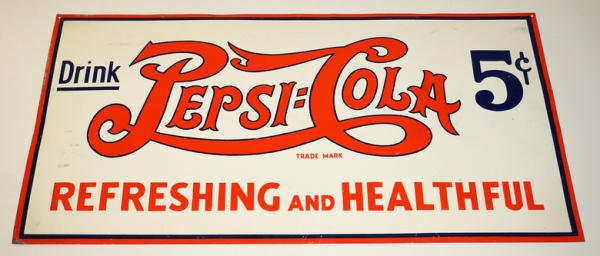 Drink PEPSI=COLA 5¢
TRADE MARK
REFRESHING AND HEALTHFUL